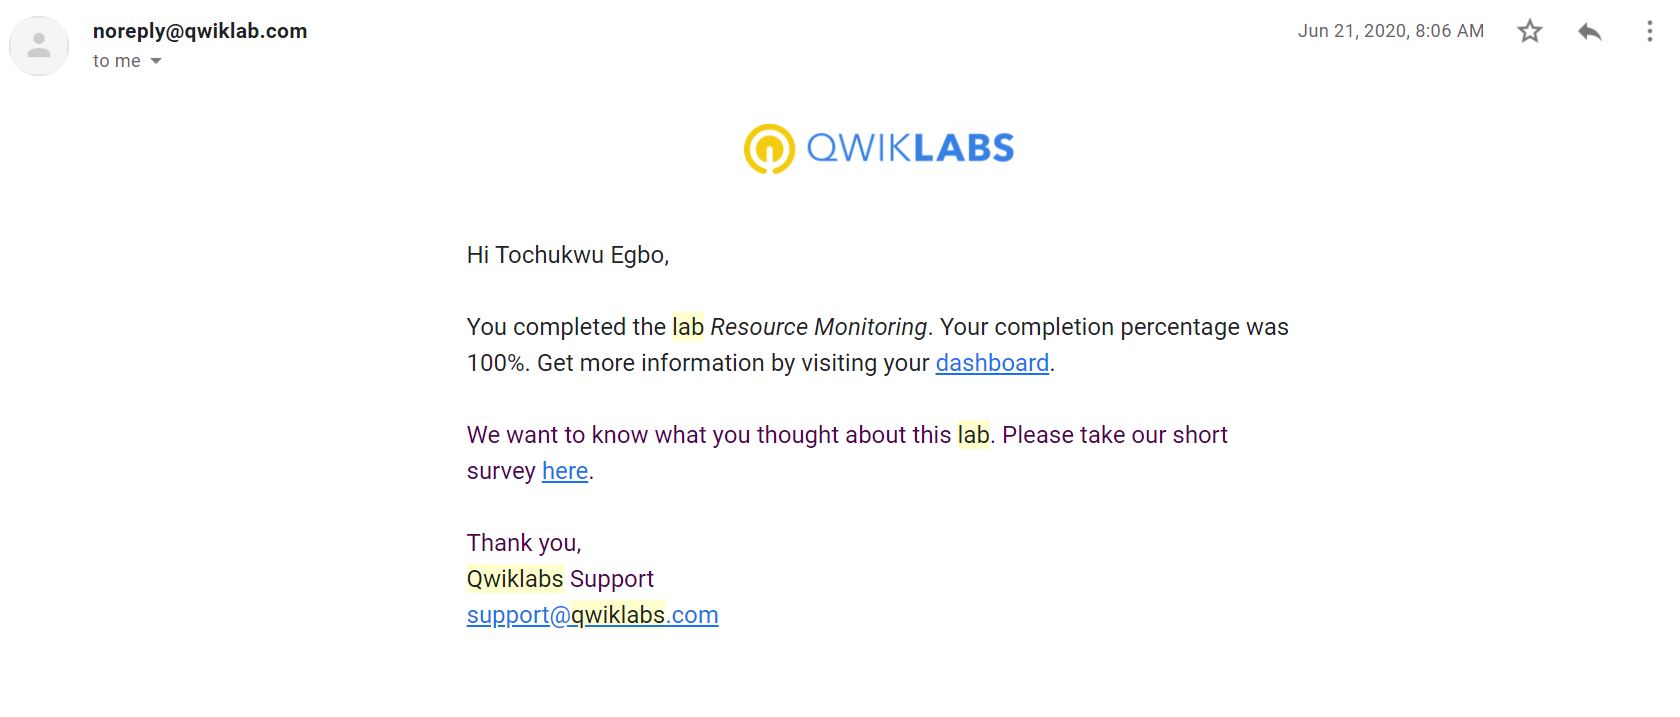 noreply@qwiklab.com
Jun 21, 2020, 8:06 AM
to me
QWIKLABS
Hi Tochukwu Egbo,
You completed the lab Resource Monitoring. Your completion percentage was
100%. Get more information by visiting your dashboard.
We want to know what you thought about this lab. Please take our short
survey here.
Thank you,
Qwiklabs Support
support@qwiklabs.com